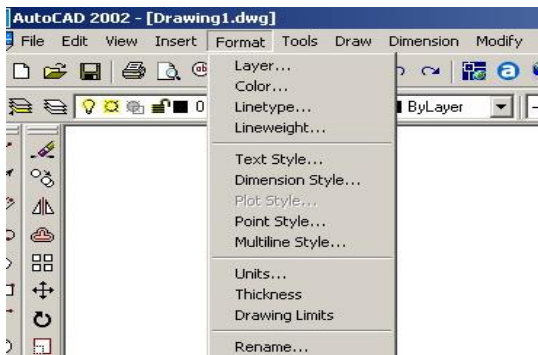 AutoCAD 2002 - [Drawing1.dwg]
File Edit View Insert Format Tools Draw Dimension Modify
0 ByLayer
Layer...
Color...
Linetype...
Lineweight...
Text Style...
Dimension Style...
Plot Style...
Point Style...
Multiline Style...
Units...
Thickness
Drawing Limits
Rename...